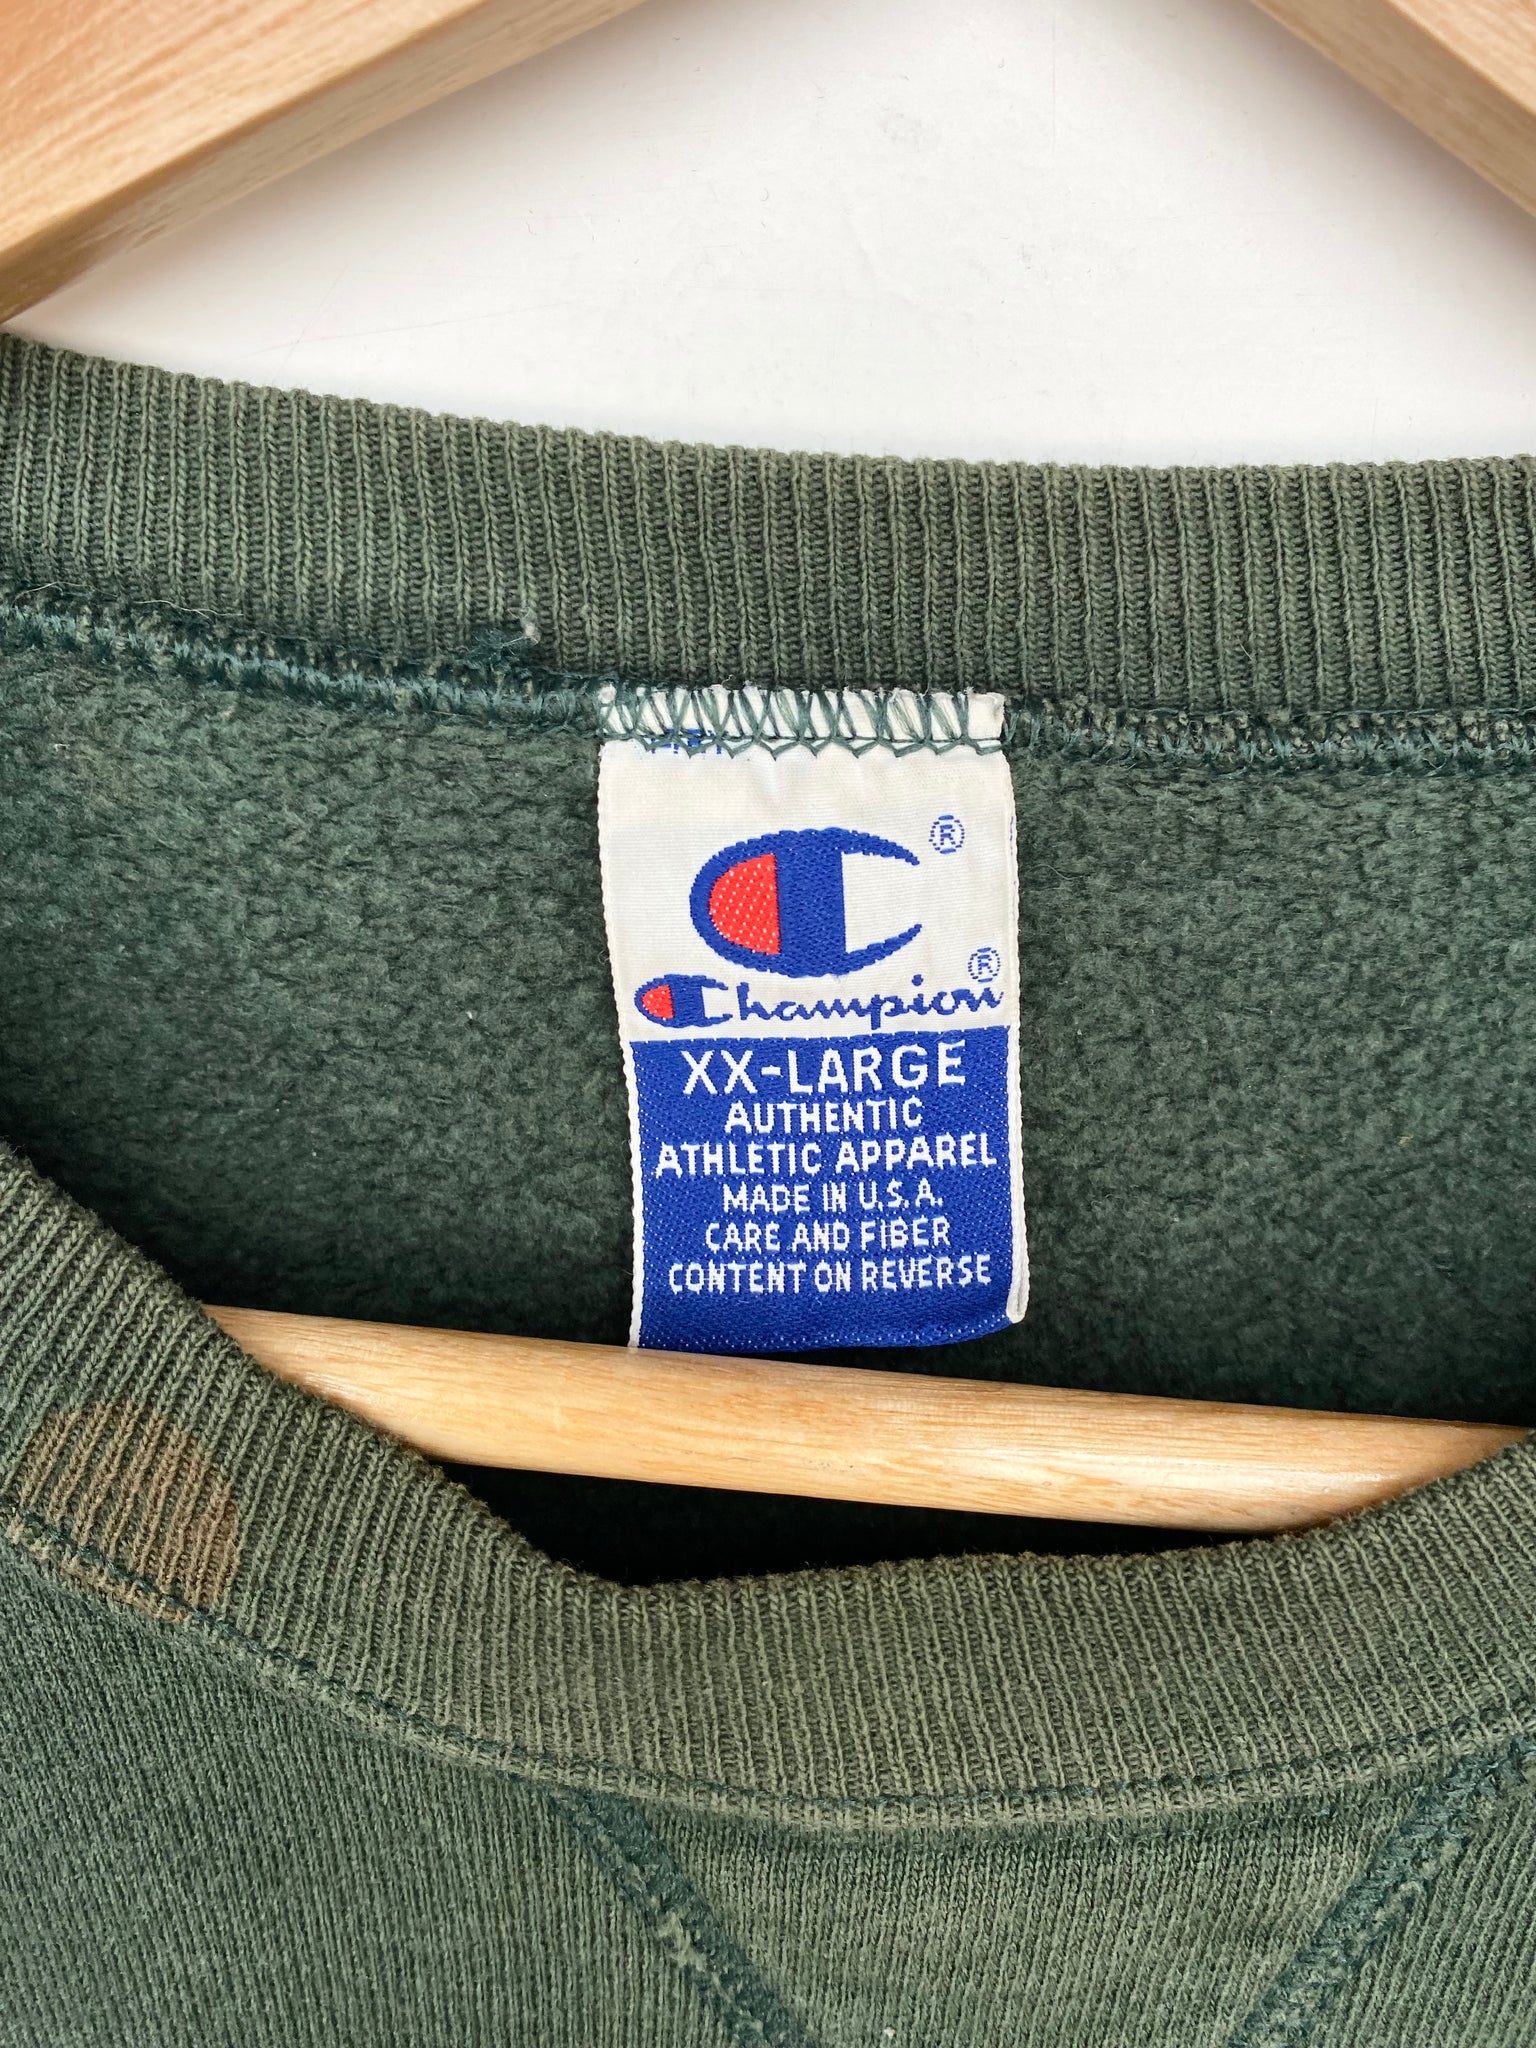 ®
Champion®
XX-LARGE
AUTHENTIC
ATHLETIC APPAREL
MADE IN U.S.A.
CARE AND FIBER
CONTENT ON REVERSE